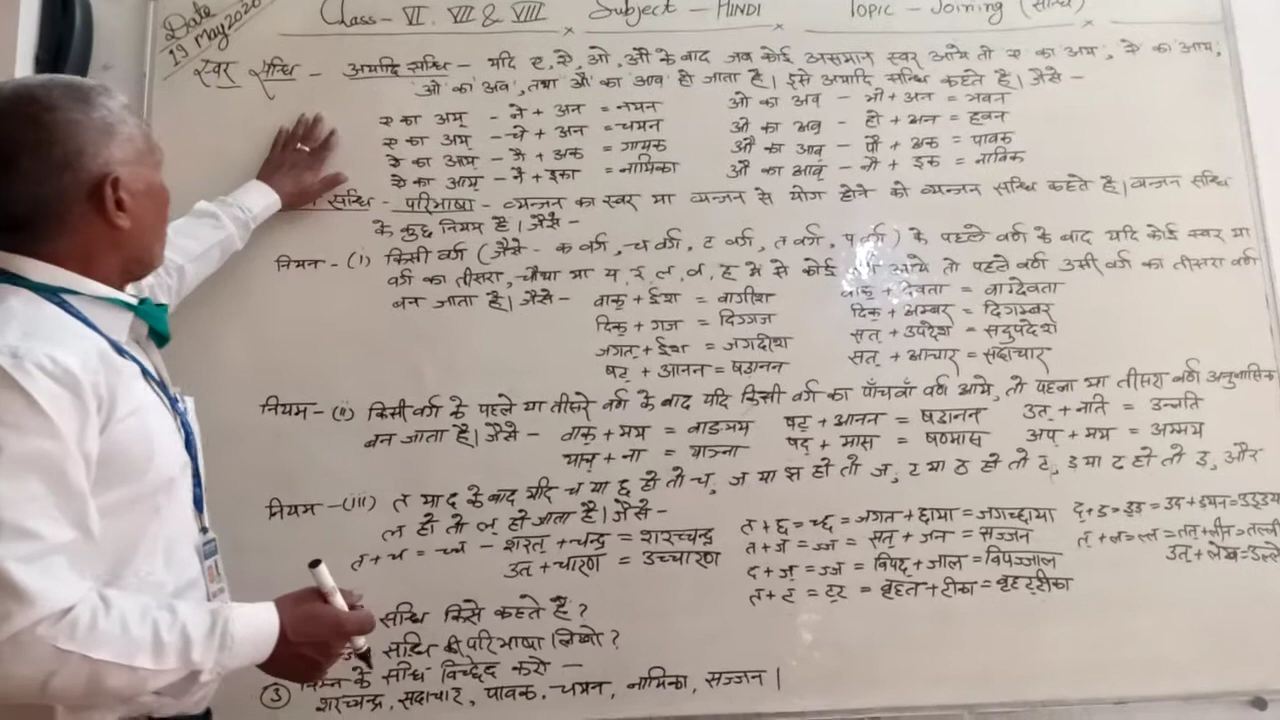 Date
19 May 2020
Class - VI, VII & VIII
Subject - HINDI
Topic - Joining (सन्धि)
स्वर सन्धि - अयादि सन्धि - यदि ए, ऐ, ओ, औ के बाद जब कोई असमान स्वर आये तो ए का अय, ऐ का आय,
ओ का अव, तथा औ का आव हो जाता है। इसे अयादि सन्धि कहते हैं। जैसे -
ए का अय् - ने + अन = नयन ओ का अव् - भो + अन = भवन
ए का अय् - चे + अन = चयन ओ का अव् - हो + अन = हवन
ऐ का आय् - गै + अक = गायक औ का आव् - पौ + अक = पावक
ऐ का आय् - नै + इका = नायिका औ का आव् - नौ + इक = नाविक
सन्धि - परिभाषा - व्यन्जन का स्वर या व्यन्जन से योग होने को व्यन्जन सन्धि कहते हैं। व्यन्जन सन्धि
के कुछ नियम हैं। जैसे -
नियम - (i) किसी वर्ग (जैसे - क वर्ग, च वर्ग, ट वर्ग, त वर्ग, प वर्ग) के पहले वर्ण के बाद यदि कोई स्वर या
वर्ग का तीसरा, चौथा या य, र, ल, व, ह में से कोई आये तो पहले वर्ण उसी वर्ग का तीसरा वर्ण
बन जाता है। जैसे - वाक् + ईश = वागीश वाक् + देवता = वाग्देवता
दिक् + गज = दिग्गज दिक् + अम्बर = दिगम्बर
जगत् + ईश = जगदीश सत् + उपदेश = सदुपदेश
षट् + आनन = षडानन सत् + आचार = सदाचार
नियम - (ii) किसी वर्ग के पहले या तीसरे वर्ण के बाद यदि किसी वर्ग का पाँचवाँ वर्ण आये, तो पहला या तीसरा वर्ण अनुनासिक
बन जाता है। जैसे - वाक् + मय = वाङमय षट् + आनन = षडानन उत् + नति = उन्नति
याच् + ना = याञ्ना षद् + मास = षण्मास अप् + मय = अम्मय
नियम - (iii) त या द के बाद यदि च या छ हो तो च्, ज या झ हो तो ज्, ट या ठ हो तो ट्, ड या ढ हो तो ड्, और
ल हो तो ल् हो जाता है। जैसे -
त + च = च्च - शरत् + चन्द्र = शरच्चन्द्र त + छ = च्छ = जगत + छाया = जगच्छाया द् + ड = ड्ड = उद + डयन =
उत् + चारण = उच्चारण त + ज = ज्ज = सत् + जन = सज्जन त् + ल = ल्ल = तत् + लीन =
द + ज् = ज्ज = विपद् + जाल = विपज्जाल उत् + लेख =
त + ट = ट्ट = बृहत + टीका = बृहट्टीका
सन्धि किसे कहते हैं?
सन्धि की परिभाषा लिखो?
③ निम्न के सन्धि विच्छेद करो -
शरच्चन्द्र, सदाचार, पावक, चयन, नायिका, सज्जन।